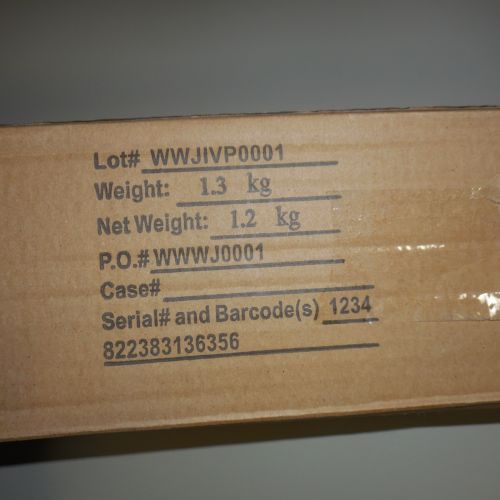 Lot# WWJIVP0001
Weight: 1.3 kg
Net Weight: 1.2 kg
P.O.# WWWJ0001
Case#
Serial# and Barcode(s) 1234
822383136356